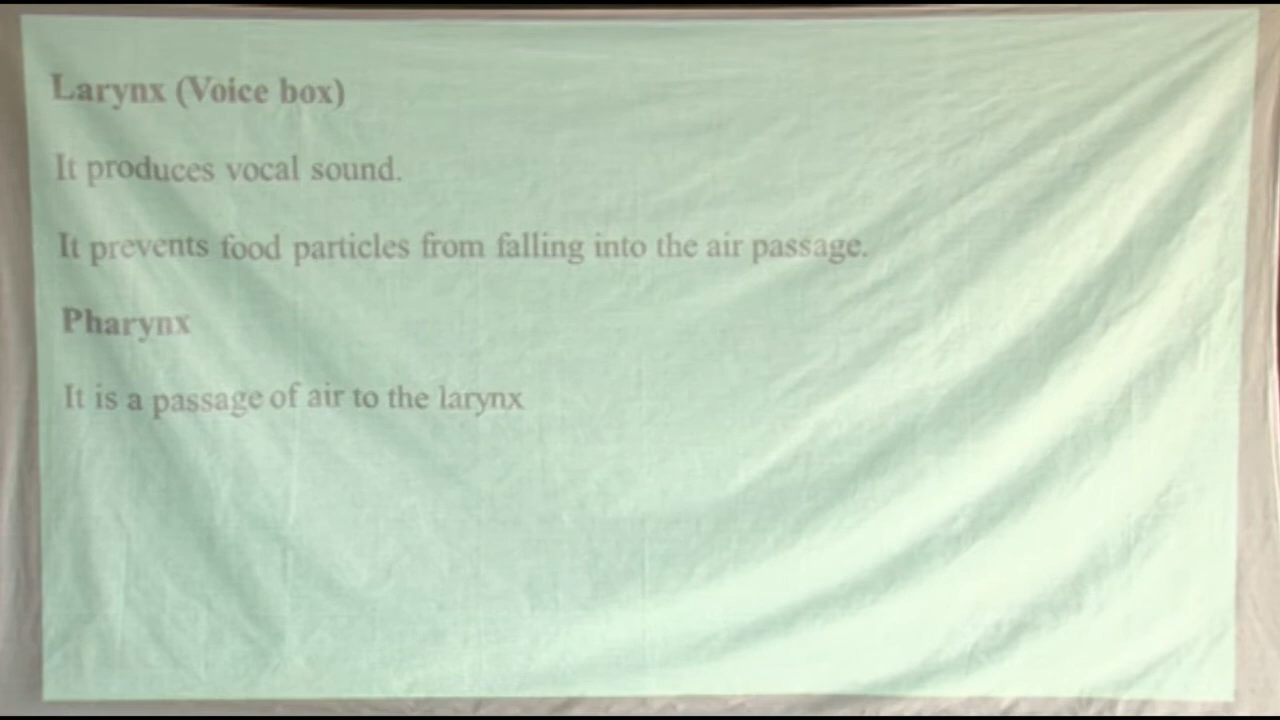 Larynx (Voice box)
It produces vocal sound.
It prevents food particles from falling into the air passage.
Pharynx
It is a passage of air to the larynx